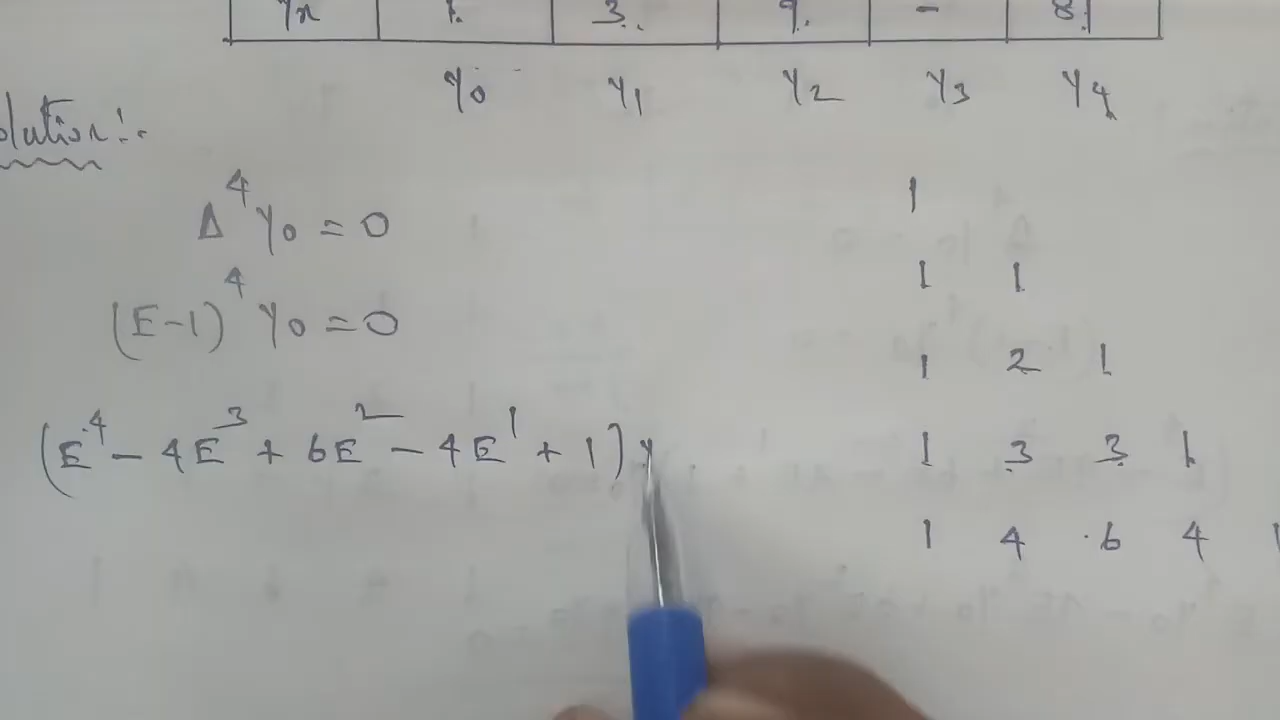 yx 1. 3. 9. - 81
y0 y1 y2 y3 y4
olution:-
Δ⁴y0 = 0
(E-1)⁴ y0 = 0
(E⁴ - 4E³ + 6E² - 4E¹ + 1) y
1
1 1
1 2 1
1 3 3 1
1 4 6 4 1